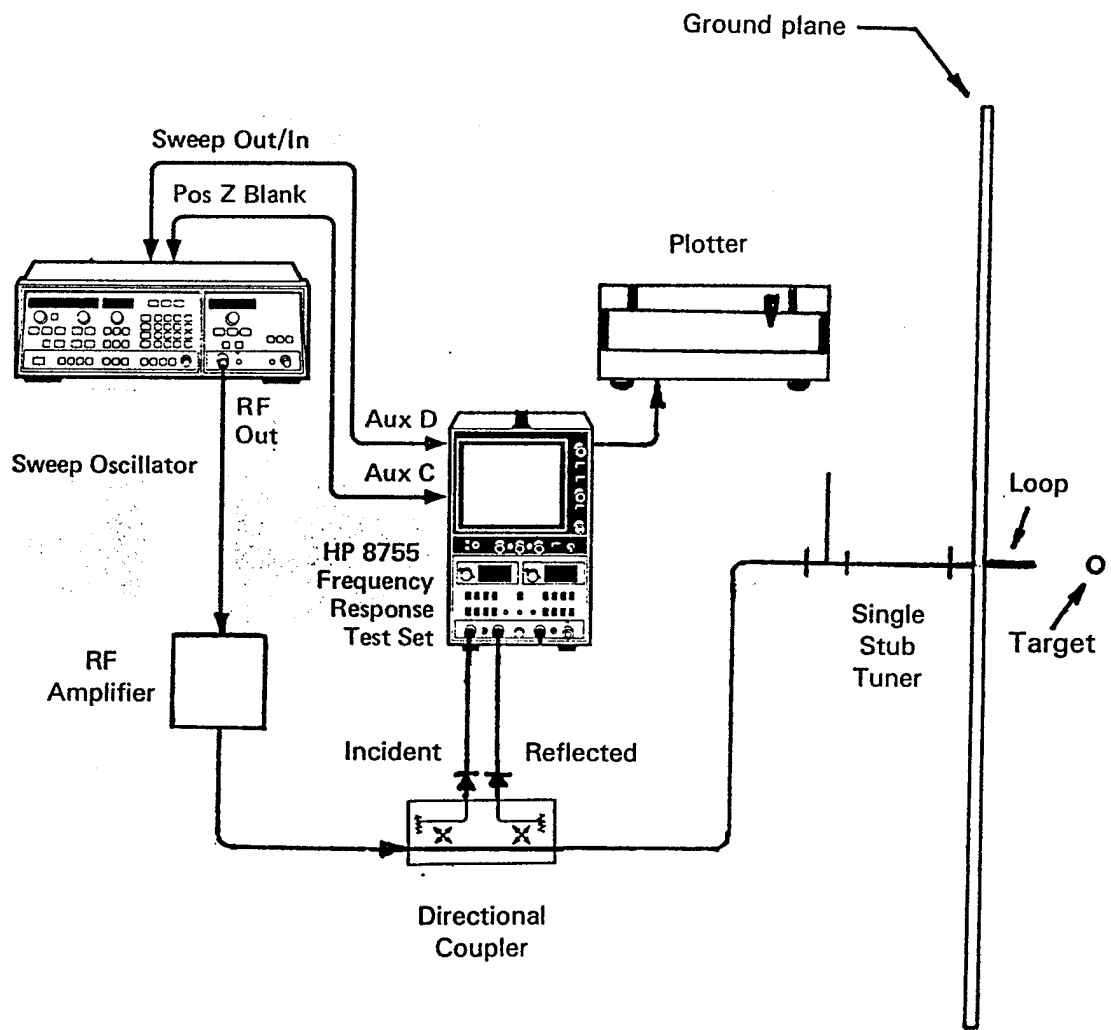 Ground plane
Sweep Out/In
Pos Z Blank
Plotter
RF
Out
Sweep Oscillator
Aux D
Aux C
HP 8755
Frequency
Response
Test Set
Loop
Target
Single
Stub
Tuner
RF
Amplifier
Incident
Reflected
Directional
Coupler